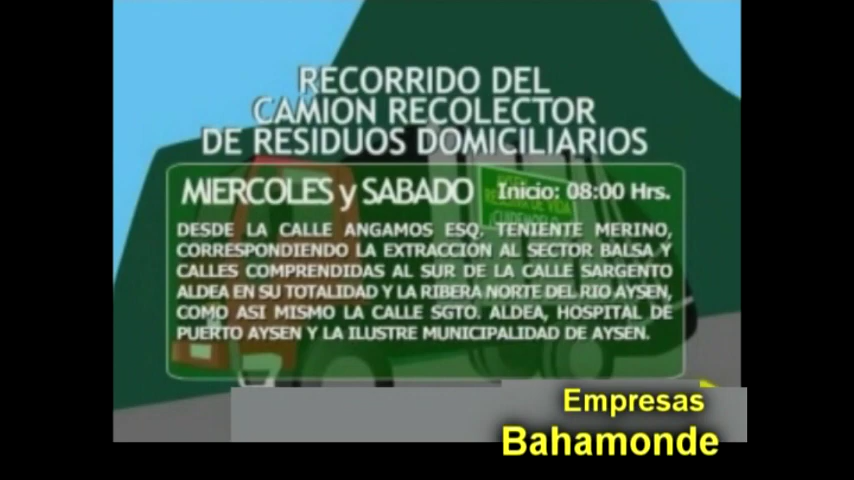 RECORRIDO DEL
CAMION RECOLECTOR
DE RESIDUOS DOMICILIARIOS
MIERCOLES y SABADO Inicio: 08:00 Hrs.
DESDE LA CALLE ANGAMOS ESQ. TENIENTE MERINO,
CORRESPONDIENDO LA EXTRACCIÓN AL SECTOR BALSA Y
CALLES COMPRENDIDAS AL SUR DE LA CALLE SARGENTO
ALDEA EN SU TOTALIDAD Y LA RIBERA NORTE DEL RIO AYSEN,
COMO ASI MISMO LA CALLE SGTO. ALDEA, HOSPITAL DE
PUERTO AYSEN Y LA ILUSTRE MUNICIPALIDAD DE AYSEN.
DE VIDA
Empresas
Bahamonde